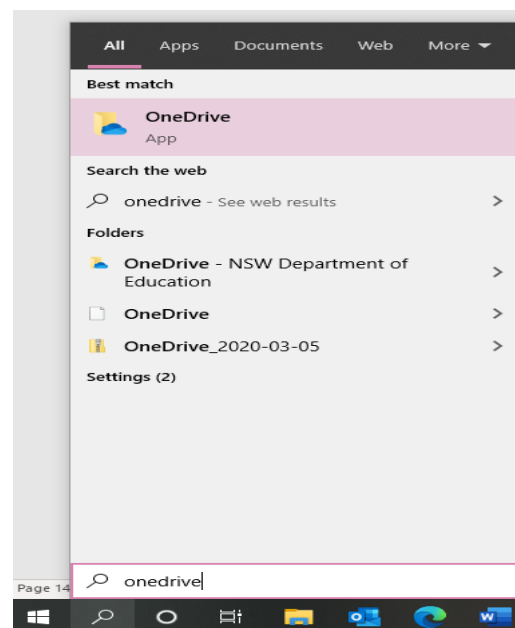 All Apps Documents Web More
Best match
OneDrive
App
Search the web
onedrive - See web results
Folders
OneDrive - NSW Department of
Education
OneDrive
OneDrive_2020-03-05
Settings (2)
Page 14
onedrive